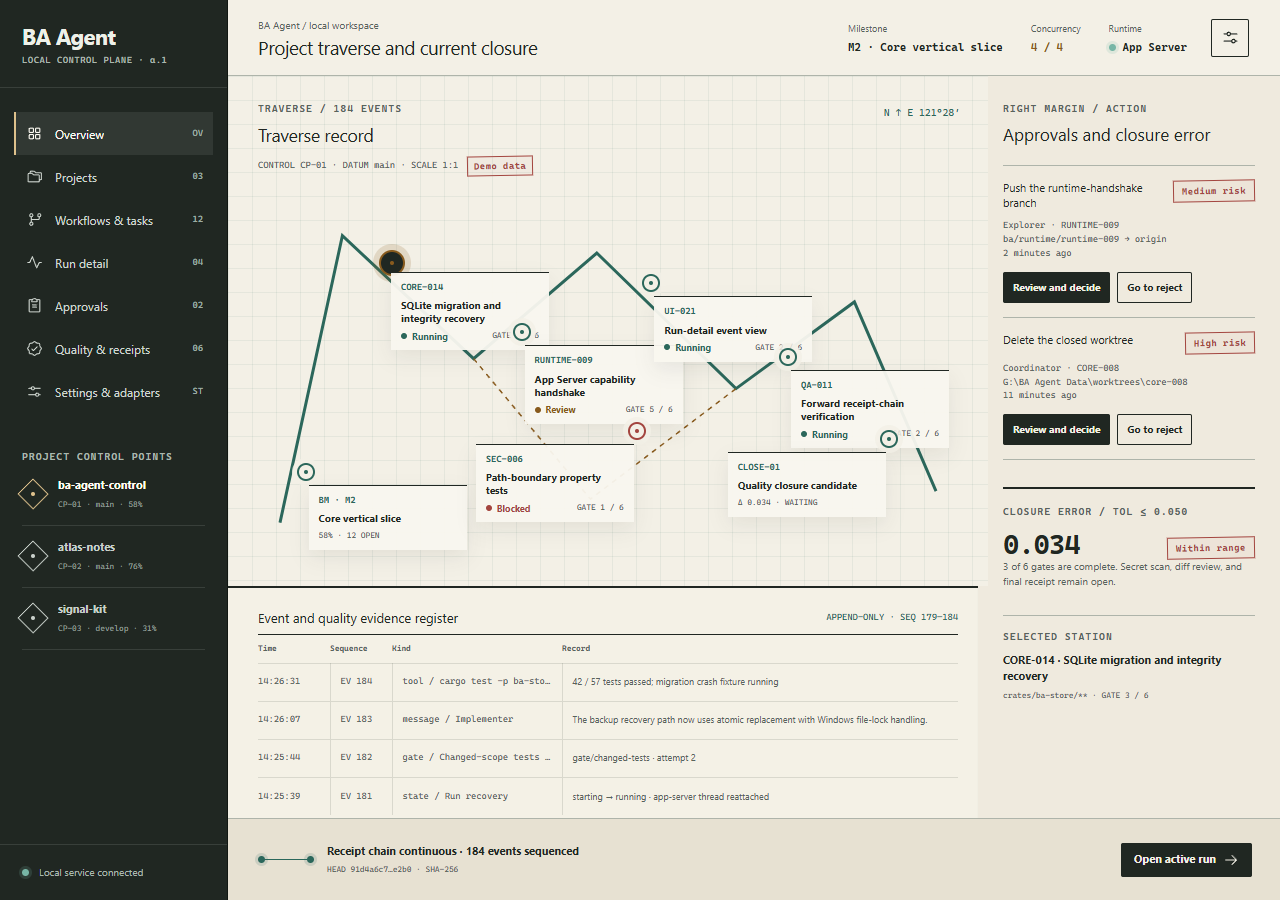 BA Agent
LOCAL CONTROL PLANE · α.1
Overview OV
Projects 03
Workflows & tasks 12
Run detail 04
Approvals 02
Quality & receipts 06
Settings & adapters ST
PROJECT CONTROL POINTS
ba-agent-control
CP-01 · main · 58%
atlas-notes
CP-02 · main · 76%
signal-kit
CP-03 · develop · 31%
Local service connected
BA Agent / local workspace
Project traverse and current closure
Milestone
M2 · Core vertical slice
Concurrency
4 / 4
Runtime
App Server
TRAVERSE / 184 EVENTS
N ↑ E 121°28′
Traverse record
CONTROL CP-01 · DATUM main · SCALE 1:1
Demo data
CORE-014
SQLite migration and
integrity recovery
Running GATE 6
UI-021
Run-detail event view
Running GATE 6
RUNTIME-009
App Server capability
handshake
Review GATE 5 / 6
QA-011
Forward receipt-chain
verification
Running TE 2 / 6
SEC-006
Path-boundary property
tests
Blocked GATE 1 / 6
CLOSE-01
Quality closure candidate
Δ 0.034 · WAITING
BM · M2
Core vertical slice
58% · 12 OPEN
Event and quality evidence register
APPEND-ONLY · SEQ 179–184
Time Sequence Kind Record
14:26:31 EV 184 tool / cargo test -p ba-sto… 42 / 57 tests passed; migration crash fixture running
14:26:07 EV 183 message / Implementer The backup recovery path now uses atomic replacement with Windows file-lock handling.
14:25:44 EV 182 gate / Changed-scope tests … gate/changed-tests · attempt 2
14:25:39 EV 181 state / Run recovery starting → running · app-server thread reattached
RIGHT MARGIN / ACTION
Approvals and closure error
Push the runtime-handshake
branch
Medium risk
Explorer · RUNTIME-009
ba/runtime/runtime-009 → origin
2 minutes ago
Review and decide
Go to reject
Delete the closed worktree
High risk
Coordinator · CORE-008
G:\BA Agent Data\worktrees\core-008
11 minutes ago
Review and decide
Go to reject
CLOSURE ERROR / TOL ≤ 0.050
0.034
Within range
3 of 6 gates are complete. Secret scan, diff review, and
final receipt remain open.
SELECTED STATION
CORE-014 · SQLite migration and integrity
recovery
crates/ba-store/** · GATE 3 / 6
Receipt chain continuous · 184 events sequenced
HEAD 91d4a6c7…e2b0 · SHA-256
Open active run →